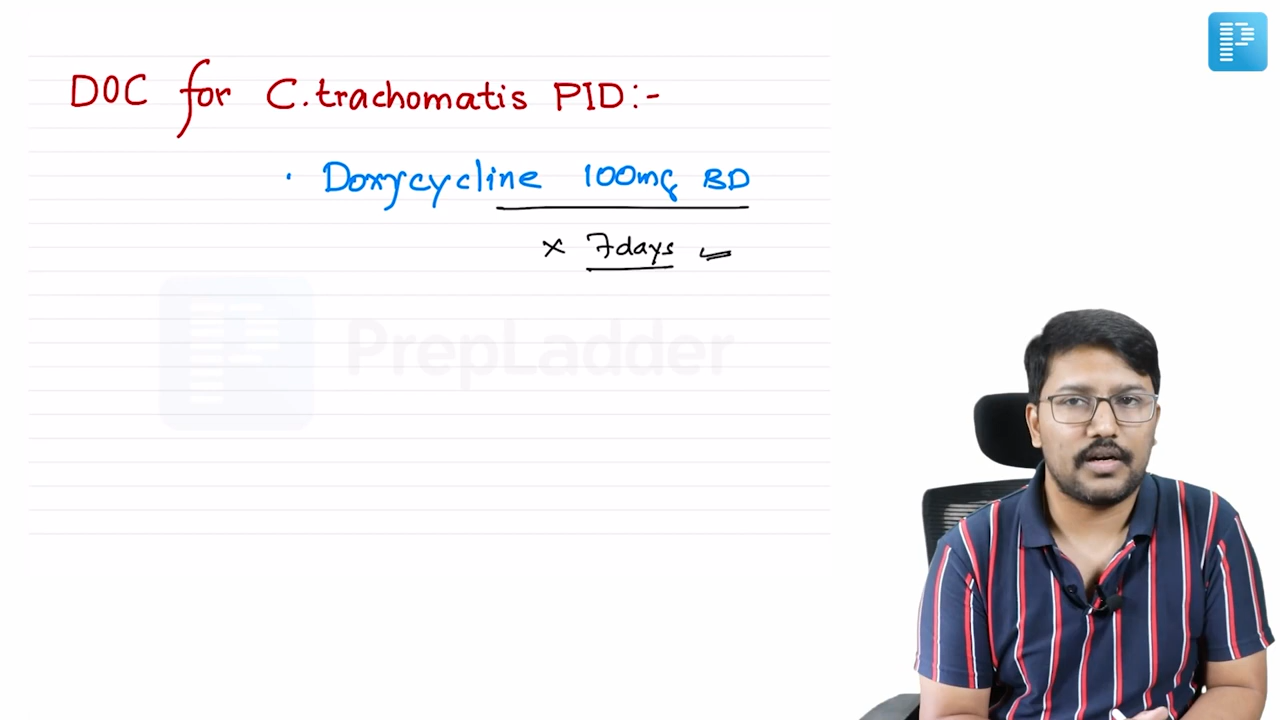 DOC for C.trachomatis PID:-
· Doxycycline 100mg BD
× 7days
PrepLadder